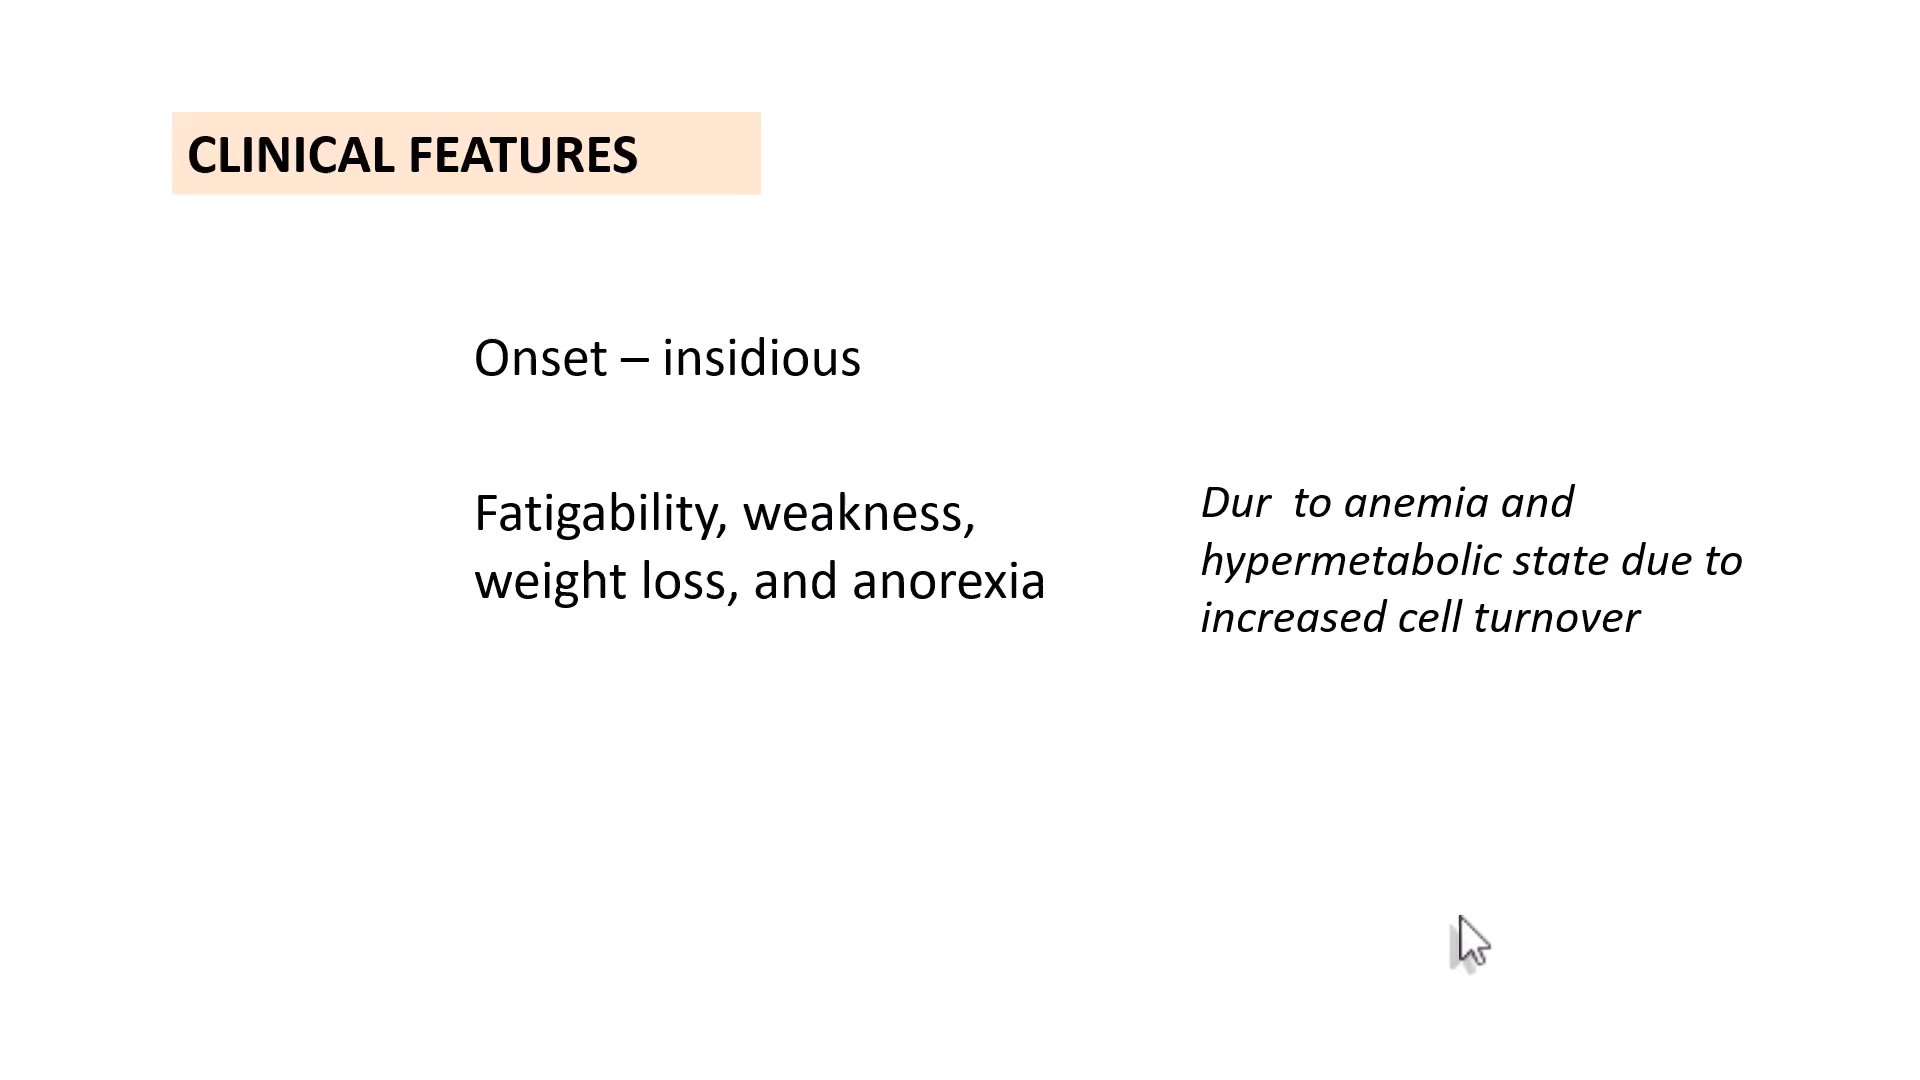 CLINICAL FEATURES
Onset – insidious
Fatigability, weakness,
weight loss, and anorexia
Dur  to anemia and
hypermetabolic state due to
increased cell turnover